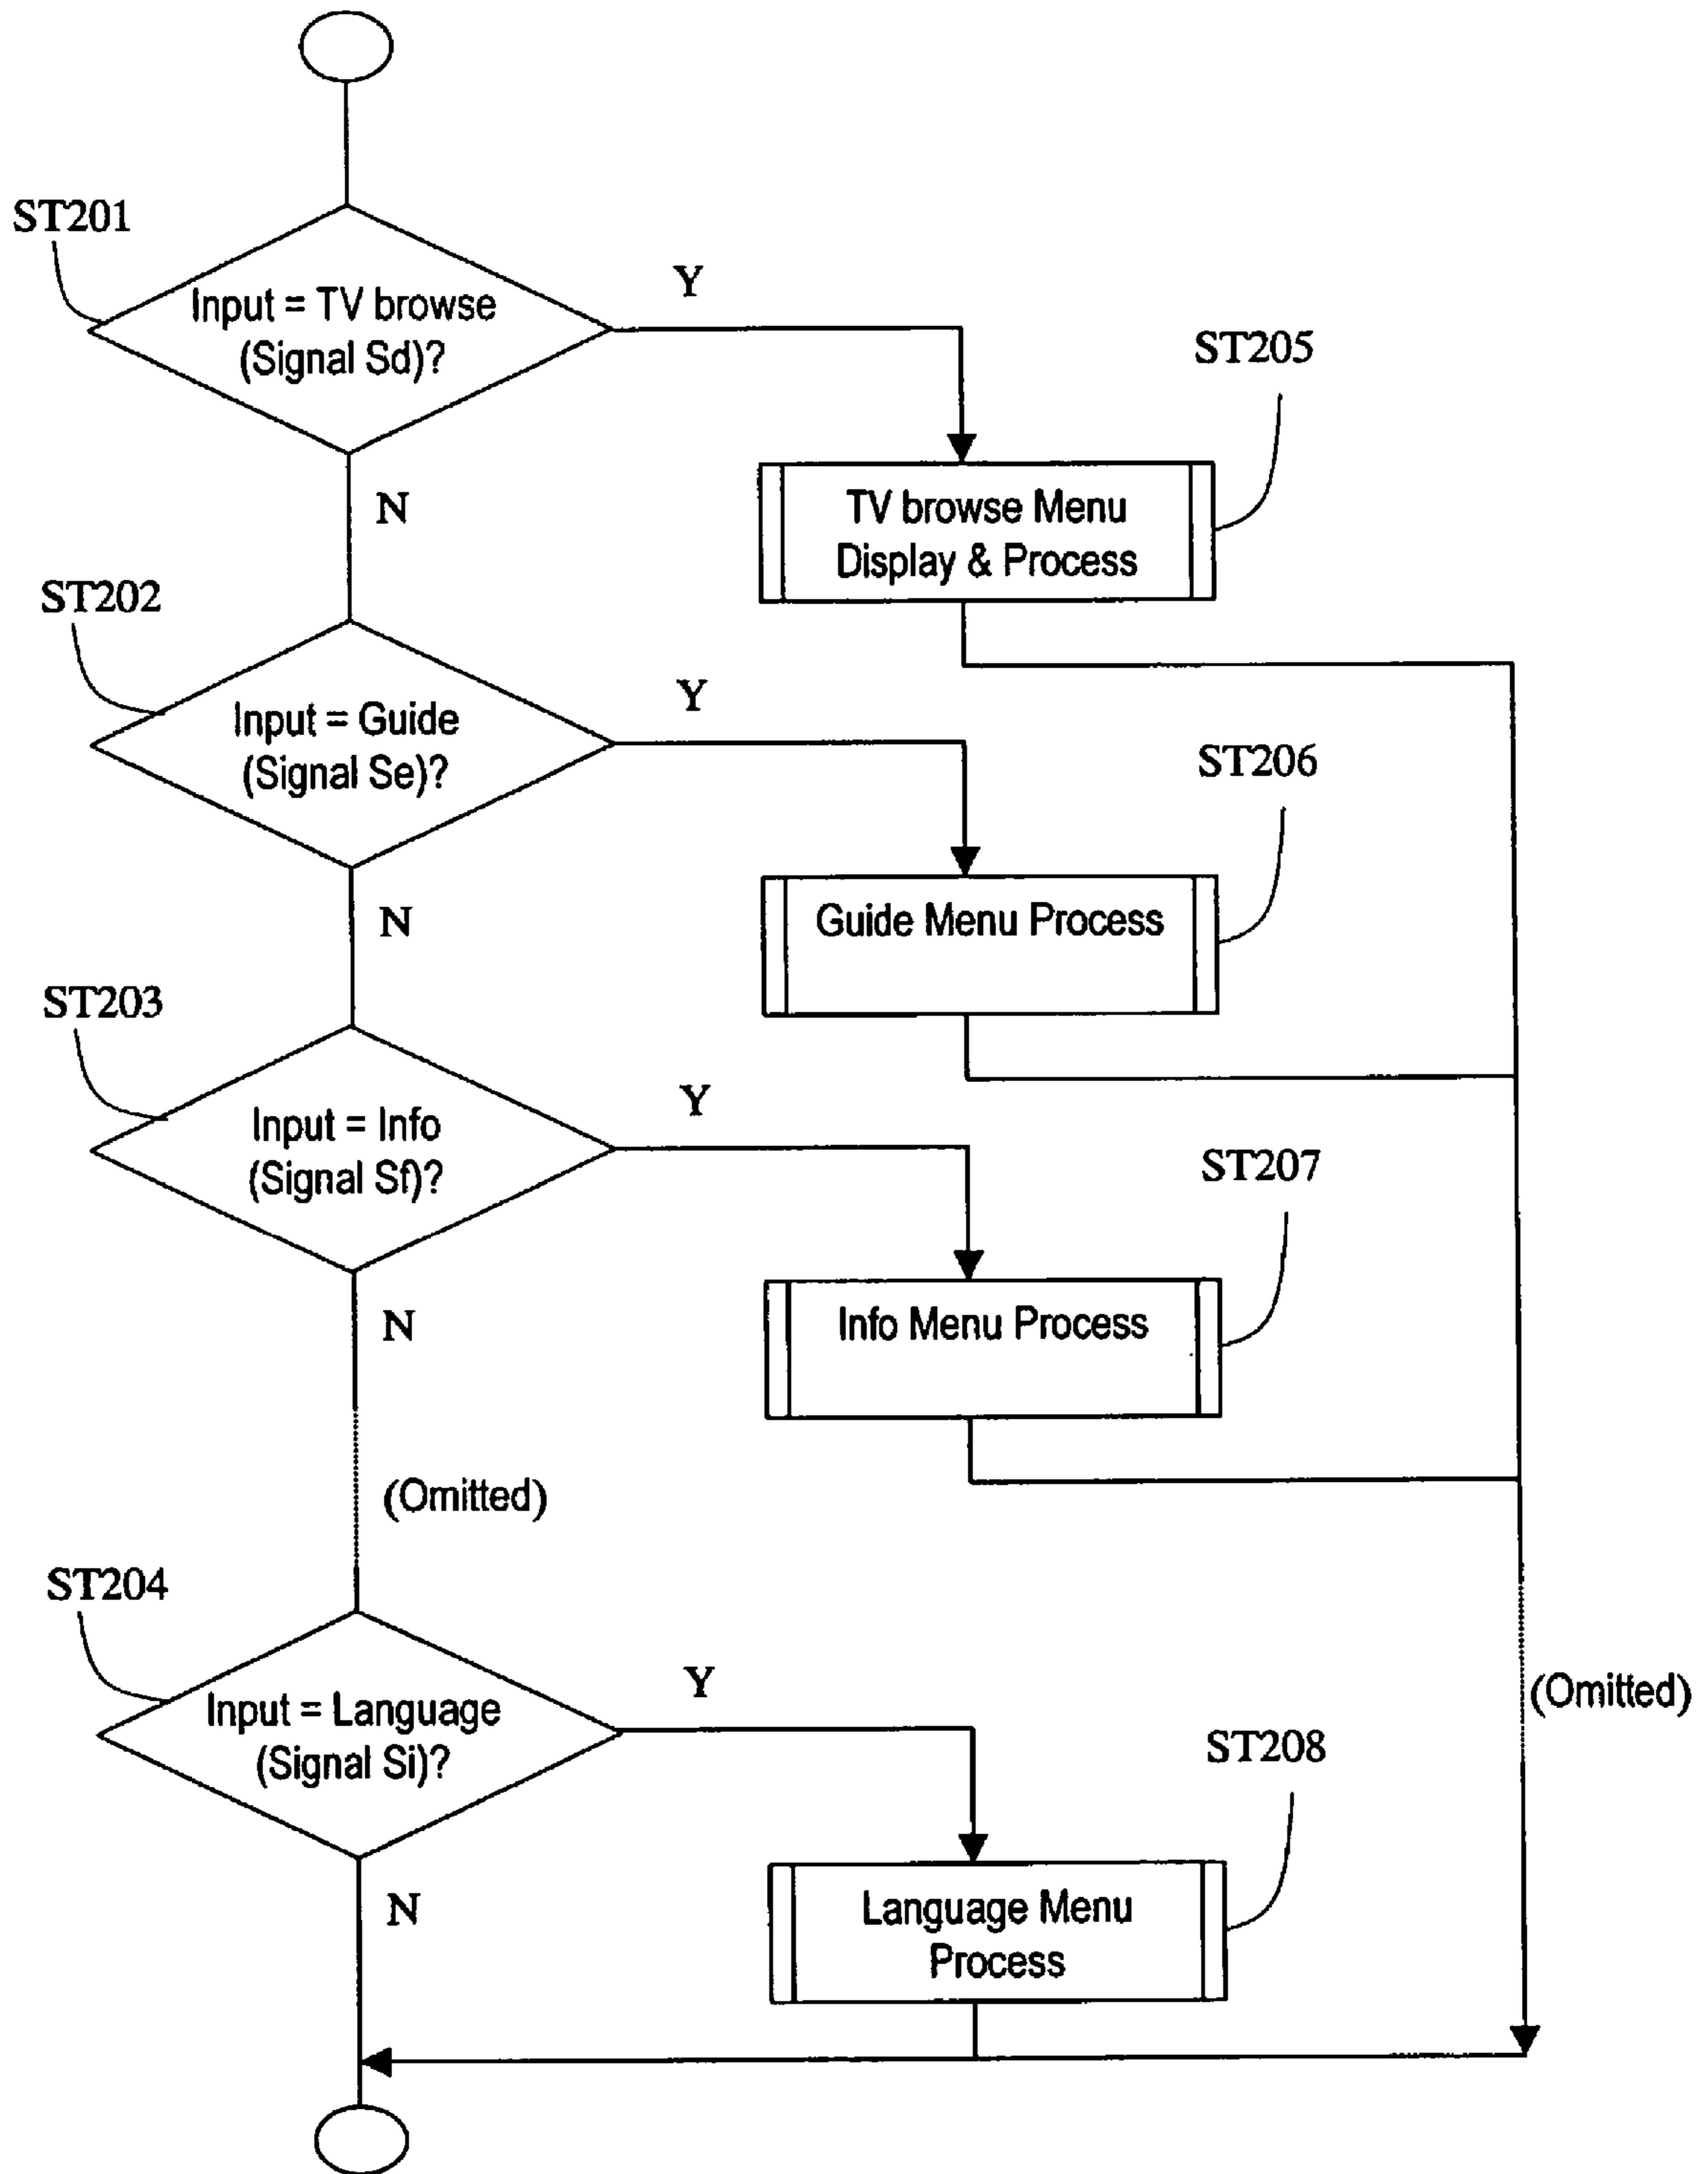 ST201
Input = TV browse
(Signal Sd)?
Y
N
ST205
TV browse Menu
Display & Process
ST202
Input = Guide
(Signal Se)?
Y
N
ST206
Guide Menu Process
ST203
Input = Info
(Signal Sf)?
Y
N
ST207
Info Menu Process
(Omitted)
ST204
Input = Language
(Signal Si)?
Y
N
(Omitted)
ST208
Language Menu
Process